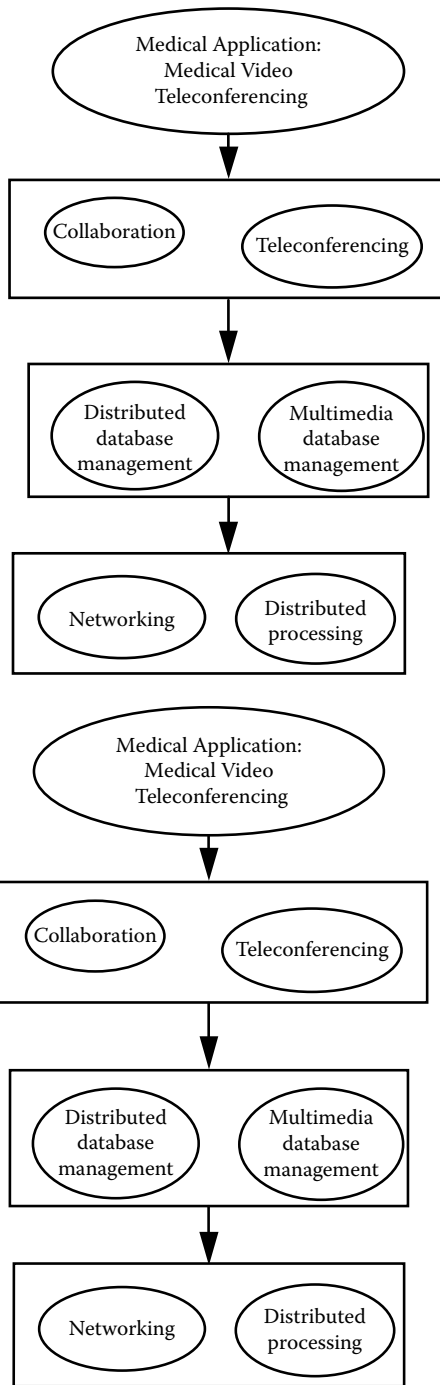 Medical Application:
Medical Video
Teleconferencing
Collaboration
Teleconferencing
Distributed
database
management
Multimedia
database
management
Networking
Distributed
processing
Medical Application:
Medical Video
Teleconferencing
Collaboration
Teleconferencing
Distributed
database
management
Multimedia
database
management
Networking
Distributed
processing